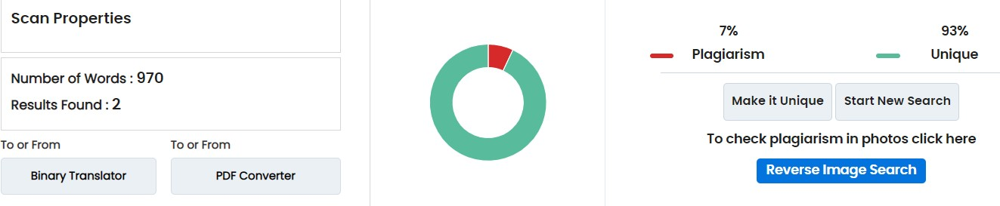 Scan Properties
Number of Words : 970
Results Found : 2
To or From
To or From
Binary Translator
PDF Converter
7%
93%
Plagiarism
Unique
Make it Unique
Start New Search
To check plagiarism in photos click here
Reverse Image Search